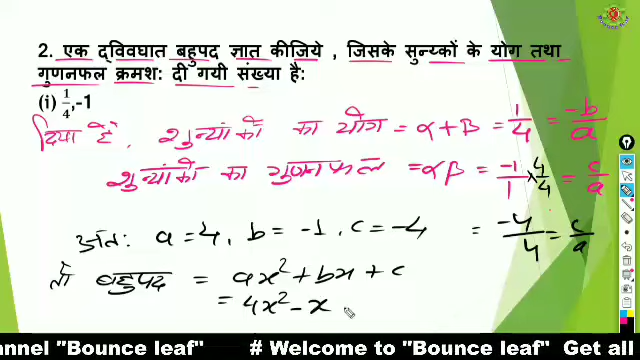 2. एक द्विवघात बहुपद ज्ञात कीजिये , जिसके सुन्य्कों के योग तथा
गुणनफल क्रमश: दी गयी संख्या है:
(i) 1/4,-1
दिया है, शुन्यांको का योग = α+β = 1/4 = -b/a
शुन्यांको का गुणनफल = αβ = -1/1 × 4/4 = c/a
अतः a = 4, b = -1, c = -4 = -4/4 = c/a
तो बहुपद = ax² + bx + c
= 4x² - x
annel "Bounce leaf" # Welcome to "Bounce leaf" Get all